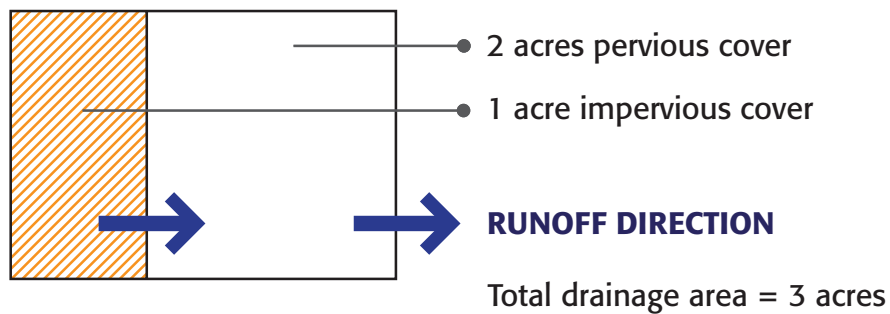 2 acres pervious cover
1 acre impervious cover
RUNOFF DIRECTION
Total drainage area = 3 acres